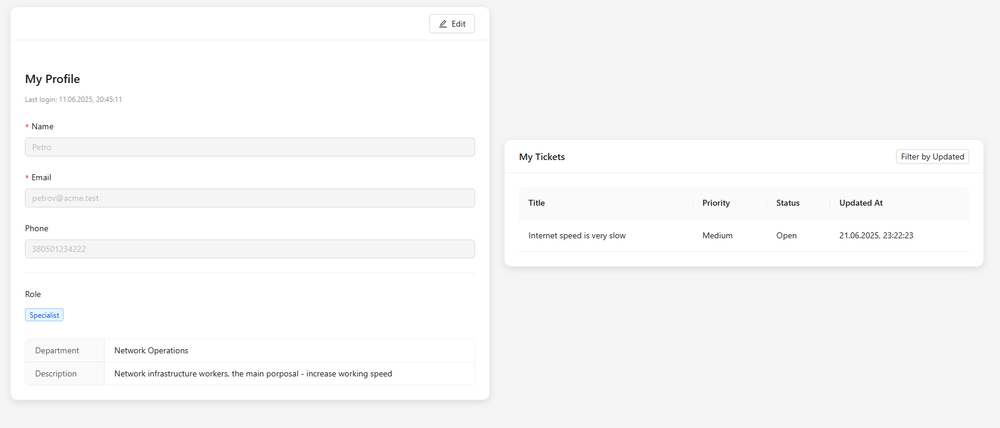 Edit
My Profile
Last login: 11.06.2025, 20:45:11
* Name
Petro
* Email
petrov@acme.test
Phone
380501234222
Role
Specialist
Department Network Operations
Description Network infrastructure workers, the main porposal - increase working speed
My Tickets Filter by Updated
Title Priority Status Updated At
Internet speed is very slow Medium Open 21.06.2025, 23:22:23